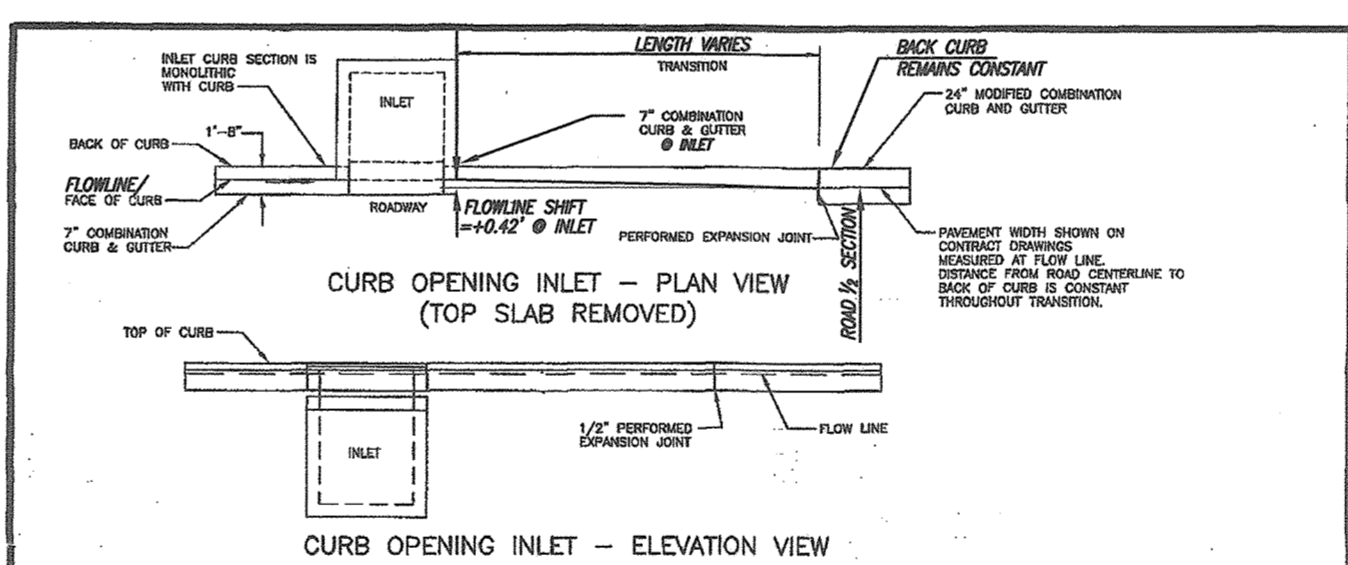 INLET CURB SECTION IS
MONOLITHIC
WITH CURB
INLET
LENGTH VARIES
TRANSITION
BACK CURB
REMAINS CONSTANT
24" MODIFIED COMBINATION
CURB AND GUTTER
7" COMBINATION
CURB & GUTTER
@ INLET
1'-8"
BACK OF CURB
FLOWLINE/
FACE OF CURB
7" COMBINATION
CURB & GUTTER
ROADWAY
FLOWLINE SHIFT
=+0.42' @ INLET
PERFORMED EXPANSION JOINT
ROAD 1/2 SECTION
PAVEMENT WIDTH SHOWN ON
CONTRACT DRAWINGS
MEASURED AT FLOW LINE.
DISTANCE FROM ROAD CENTERLINE TO
BACK OF CURB IS CONSTANT
THROUGHOUT TRANSITION.
CURB OPENING INLET – PLAN VIEW
(TOP SLAB REMOVED)
TOP OF CURB
INLET
1/2" PERFORMED
EXPANSION JOINT
FLOW LINE
CURB OPENING INLET – ELEVATION VIEW